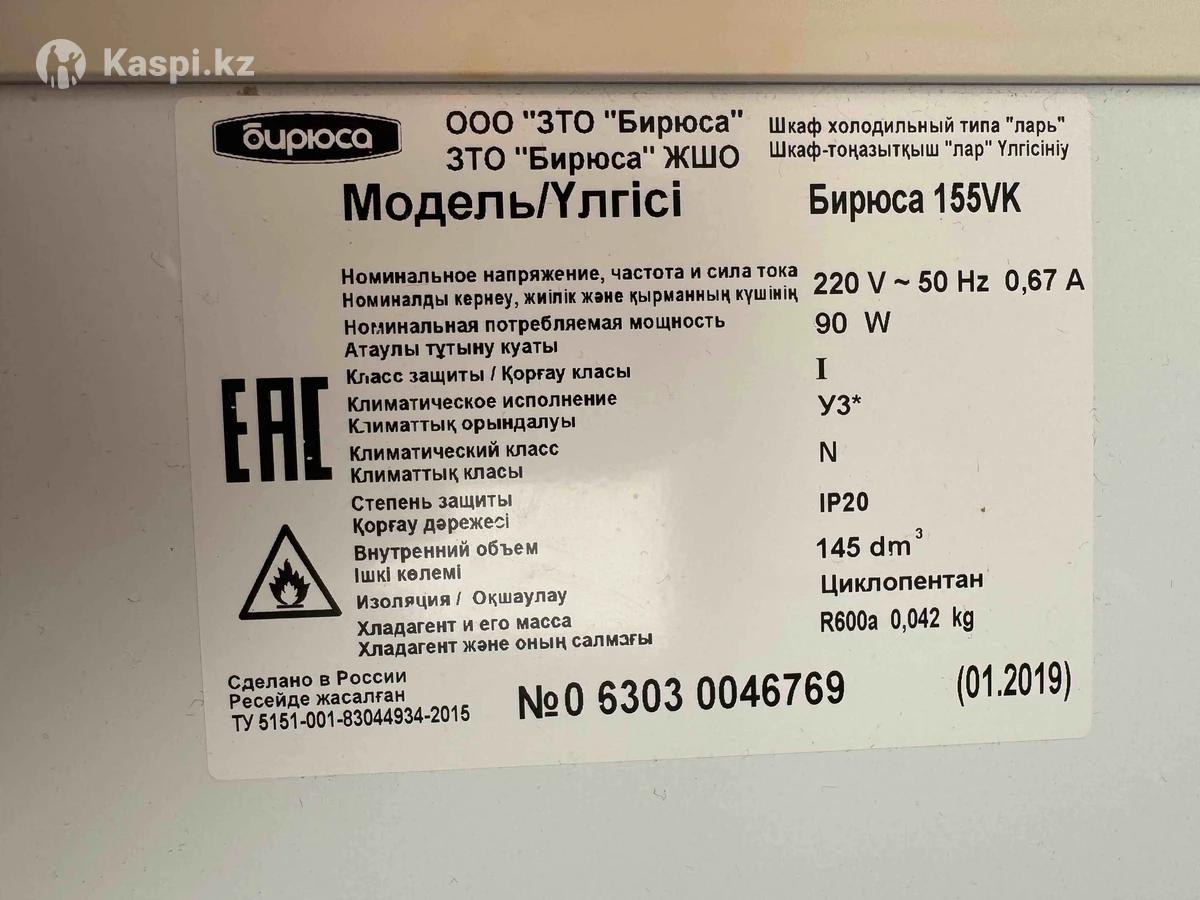 Kaspi.kz
бирюса
ООО "ЗТО "Бирюса"
ЗТО "Бирюса" ЖШО
Шкаф холодильный типа "ларь"
Шкаф-тоңазытқыш "лар" Үлгісініу
Модель/Үлгісі Бирюса 155VK
Номинальное напряжение, частота и сила тока
Номиналды кернеу, жиілік және қырманның күшінің
220 V ~ 50 Hz 0,67 A
Номинальная потребляемая мощность
Атаулы тұтыну куаты
90 W
Класс защиты / Қорғау класы I
Климатическое исполнение
Климаттық орындалуы
У3*
Климатический класс
Климаттық класы
N
Степень защиты
Қорғау дәрежесі
IP20
Внутренний объем
Ішкі көлемі
145 dm³
Изоляция / Оқшаулау Циклопентан
Хладагент и его масса
Хладагент және оның салмағы
R600a 0,042 kg
EAC
Сделано в России
Ресейде жасалған
ТУ 5151-001-83044934-2015
№0 6303 0046769 (01.2019)